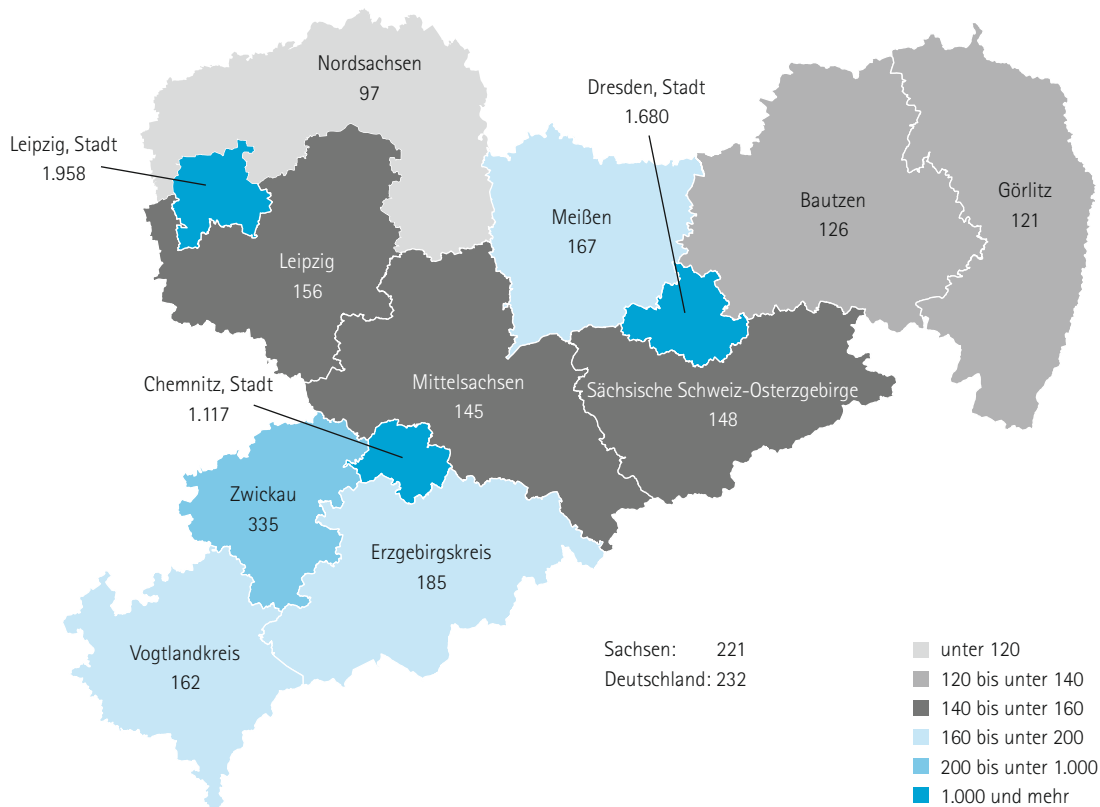 Nordsachsen
97
Dresden, Stadt
1.680
Leipzig, Stadt
1.958
Görlitz
121
Bautzen
126
Meißen
167
Leipzig
156
Chemnitz, Stadt
1.117
Mittelsachsen
145
Sächsische Schweiz-Osterzgebirge
148
Zwickau
335
Erzgebirgskreis
185
Vogtlandkreis
162
Sachsen: 221
Deutschland: 232
unter 120
120 bis unter 140
140 bis unter 160
160 bis unter 200
200 bis unter 1.000
1.000 und mehr